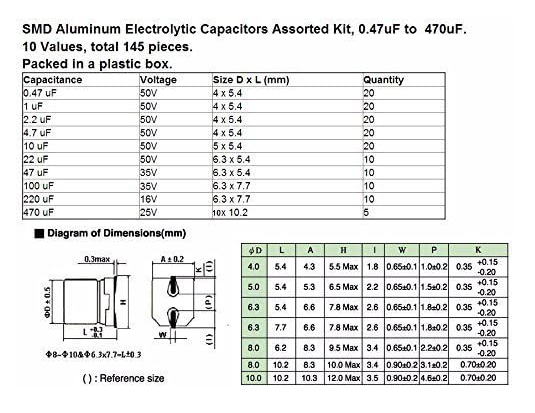 SMD Aluminum Electrolytic Capacitors Assorted Kit, 0.47uF to 470uF.
10 Values, total 145 pieces.
Packed in a plastic box.
Capacitance Voltage Size D x L (mm) Quantity
0.47 uF 50V 4 x 5.4 20
1 uF 50V 4 x 5.4 20
2.2 uF 50V 4 x 5.4 20
4.7 uF 50V 4 x 5.4 20
10 uF 50V 5 x 5.4 20
22 uF 50V 6.3 x 5.4 10
47 uF 35V 6.3 x 5.4 10
100 uF 35V 6.3 x 7.7 10
220 uF 16V 6.3 x 7.7 10
470 uF 25V 10X 10.2 5
Diagram of Dimensions(mm)
0.3max
A±0.2
K
(I)
ΦD±0.5
H
(P)
L +0.3 -0.1
W
(I)
Φ8~Φ10&Φ6.3x7.7=L±0.3
( ) : Reference size
ϕD L A H I W P K
4.0 5.4 4.3 5.5 Max 1.8 0.65±0.1 1.0±0.2 0.35 +0.15 -0.20
5.0 5.4 5.3 6.5 Max 2.2 0.65±0.1 1.5±0.2 0.35 +0.15 -0.20
6.3 5.4 6.6 7.8 Max 2.6 0.65±0.1 1.8±0.2 0.35 +0.15 -0.20
6.3 7.7 6.6 7.8 Max 2.6 0.65±0.1 1.8±0.2 0.35 +0.15 -0.20
8.0 6.2 8.3 9.5 Max 3.4 0.65±0.1 2.2±0.2 0.35 +0.15 -0.20
8.0 10.2 8.3 10.0 Max 3.4 0.90±0.2 3.1±0.2 0.70±0.20
10.0 10.2 10.3 12.0 Max 3.5 0.90±0.2 4.6±0.2 0.70±0.20